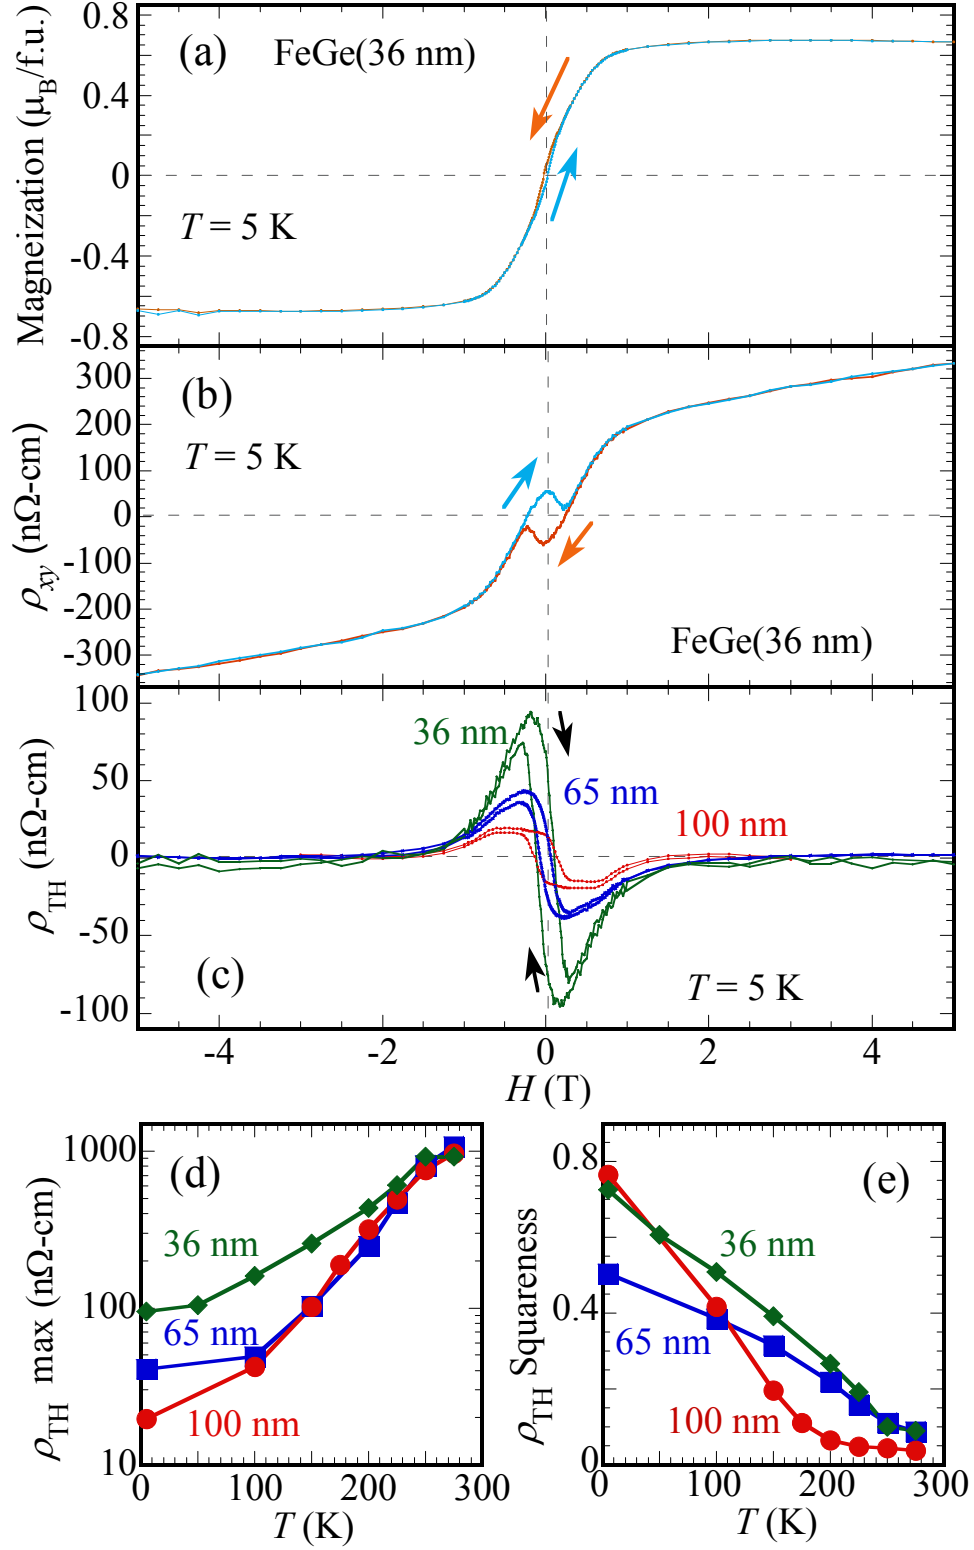 0.8
(a)
FeGe(36 nm)
0.4
0
T = 5 K
-0.4
-0.8
Magneization (μB/f.u.)
300
(b)
200
T = 5 K
100
0
-100
-200
-300
FeGe(36 nm)
ρxy (nΩ-cm)
100
36 nm
50
65 nm
100 nm
0
-50
(c)
T = 5 K
-100
ρTH (nΩ-cm)
-4
-2
0
2
4
H (T)
1000
(d)
36 nm
100
65 nm
100 nm
10
ρTH max (nΩ-cm)
0
100
200
300
T (K)
0.8
(e)
36 nm
0.4
65 nm
100 nm
0
ρTH Squareness
0
100
200
300
T (K)